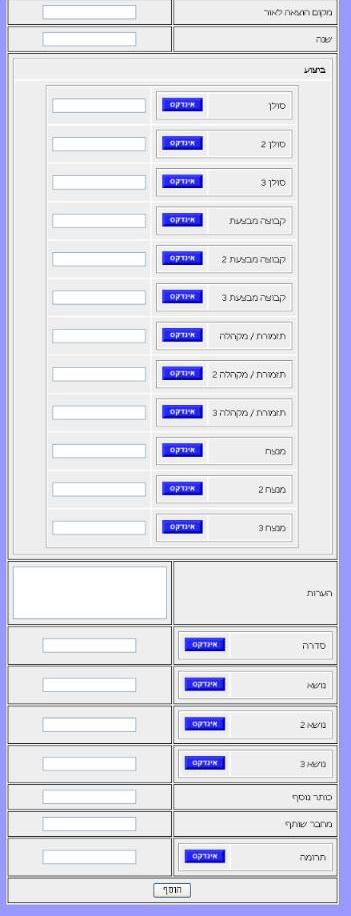 מקום הוצאה לאור
שנה
ביצוע
סולן אינדקס
סולן 2 אינדקס
סולן 3 אינדקס
קבוצה מבצעת אינדקס
קבוצה מבצעת 2 אינדקס
קבוצה מבצעת 3 אינדקס
תזמורת / מקהלה אינדקס
תזמורת / מקהלה 2 אינדקס
תזמורת / מקהלה 3 אינדקס
מנצח אינדקס
מנצח 2 אינדקס
מנצח 3 אינדקס
הערות
סדרה אינדקס
נושא אינדקס
נושא 2 אינדקס
נושא 3 אינדקס
כותר נוסף
מחבר שותף
תרומה אינדקס
הוסף